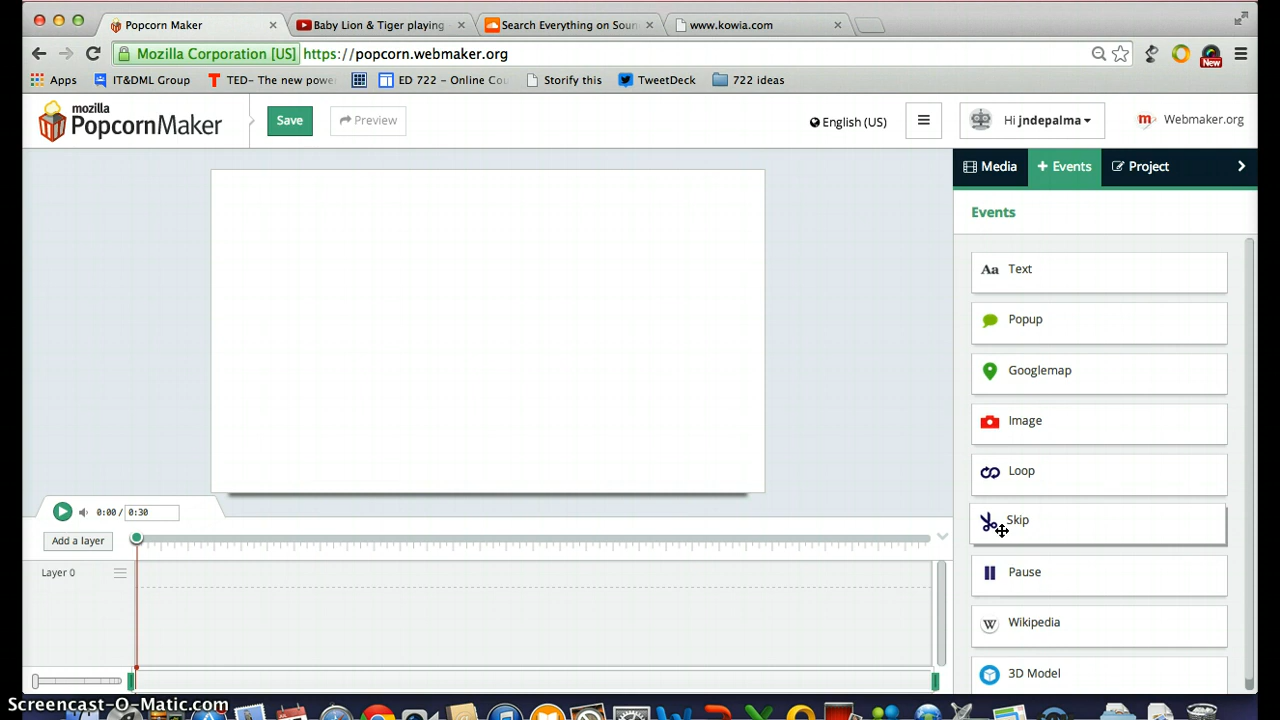 Popcorn Maker
Baby Lion & Tiger playing
Search Everything on Soun
www.kowia.com
Mozilla Corporation [US] https://popcorn.webmaker.org
Apps
IT&DML Group
TED- The new powe
ED 722 – Online Cou
Storify this
TweetDeck
722 ideas
New
mozilla
PopcornMaker
Save
Preview
English (US)
Hi jndepalma
Webmaker.org
Media
+ Events
Project
Events
Aa Text
Popup
Googlemap
Image
Loop
Skip
Pause
W Wikipedia
3D Model
0:00 / 0:30
Add a layer
Layer 0
Screencast-O-Matic.com